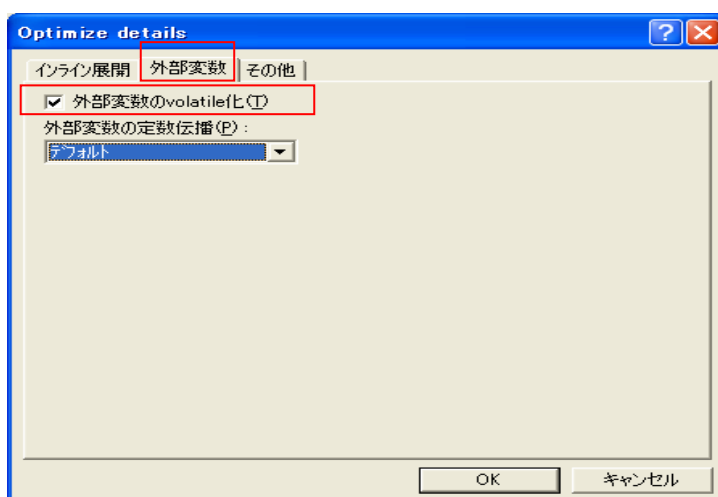 Optimize details
インライン展開 外部変数 その他
外部変数のvolatile化(T)
外部変数の定数伝播(P) :
デフォルト
OK キャンセル